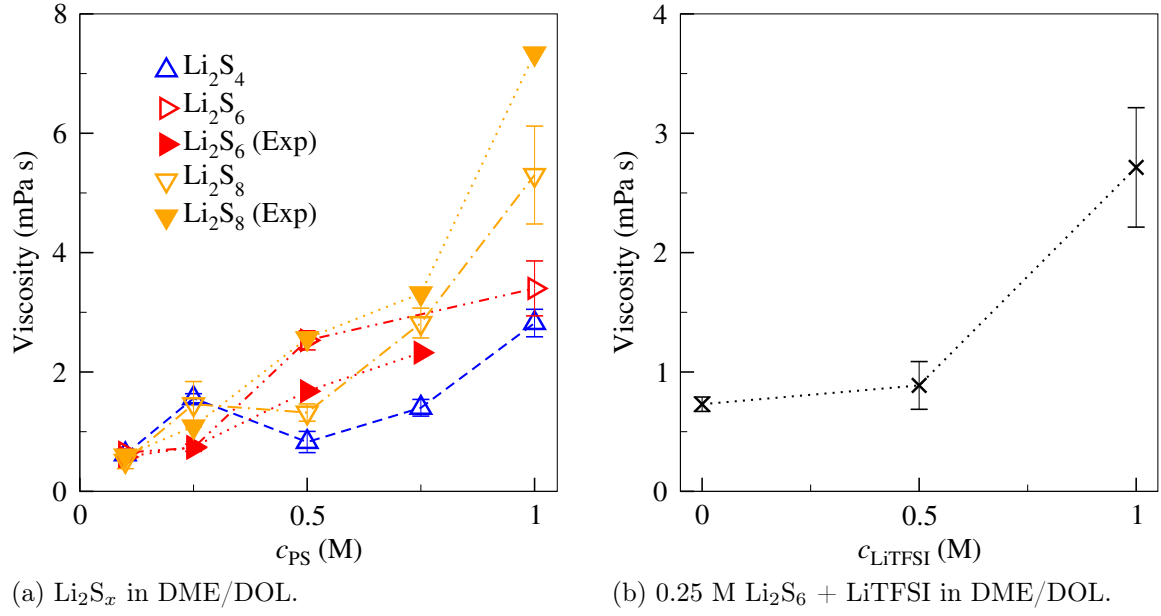 8
6
4
2
0
Viscosity (mPa s)
Li₂S₄
Li₂S₆
Li₂S₆ (Exp)
Li₂S₈
Li₂S₈ (Exp)
0
0.5
1
c_PS (M)
(a) Li₂Sₓ in DME/DOL.
4
3
2
1
0
Viscosity (mPa s)
0
0.5
1
c_LiTFSI (M)
(b) 0.25 M Li₂S₆ + LiTFSI in DME/DOL.